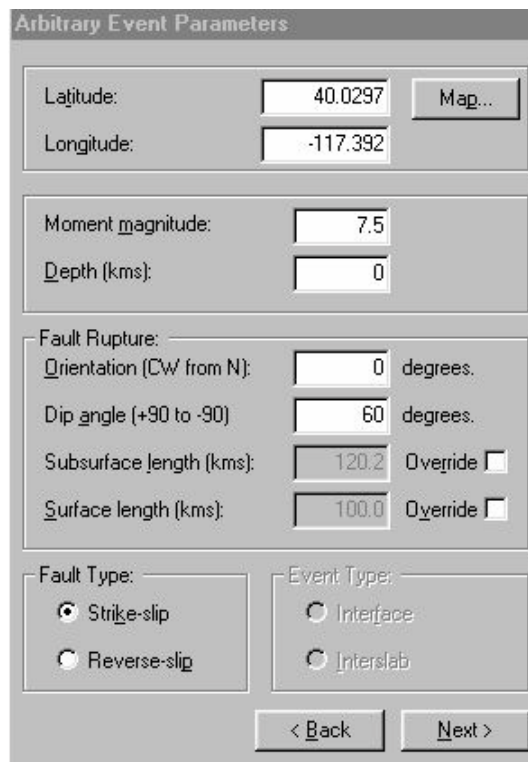 Arbitrary Event Parameters
Latitude: 40.0297 Map...
Longitude: -117.392
Moment magnitude: 7.5
Depth (kms): 0
Fault Rupture:
Orientation (CW from N): 0 degrees.
Dip angle (+90 to -90) 60 degrees.
Subsurface length (kms): 120.2 Override
Surface length (kms): 100.0 Override
Fault Type: Event Type:
Strike-slip Interface
Reverse-slip Interslab
< Back Next >